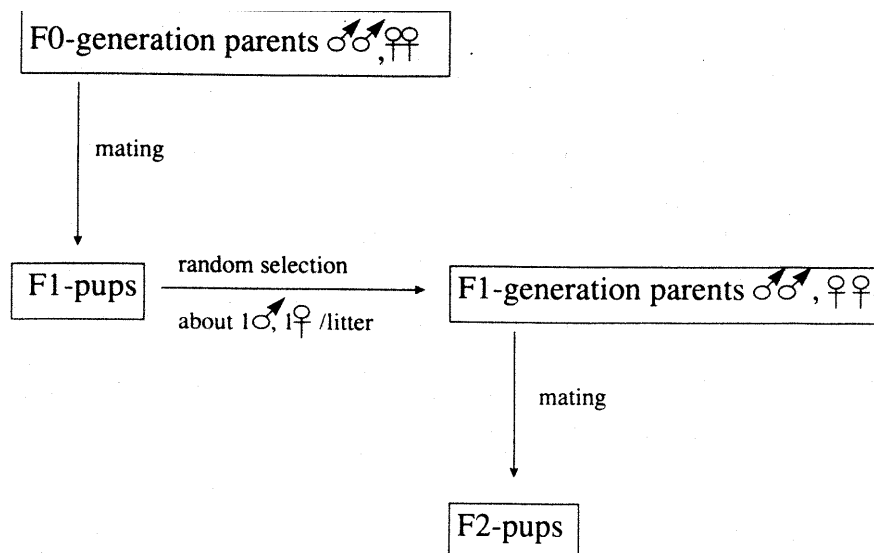 F0-generation parents ♂♂, ♀♀
mating
F1-pups
random selection
about 1♂, 1♀ /litter
F1-generation parents ♂♂, ♀♀
mating
F2-pups